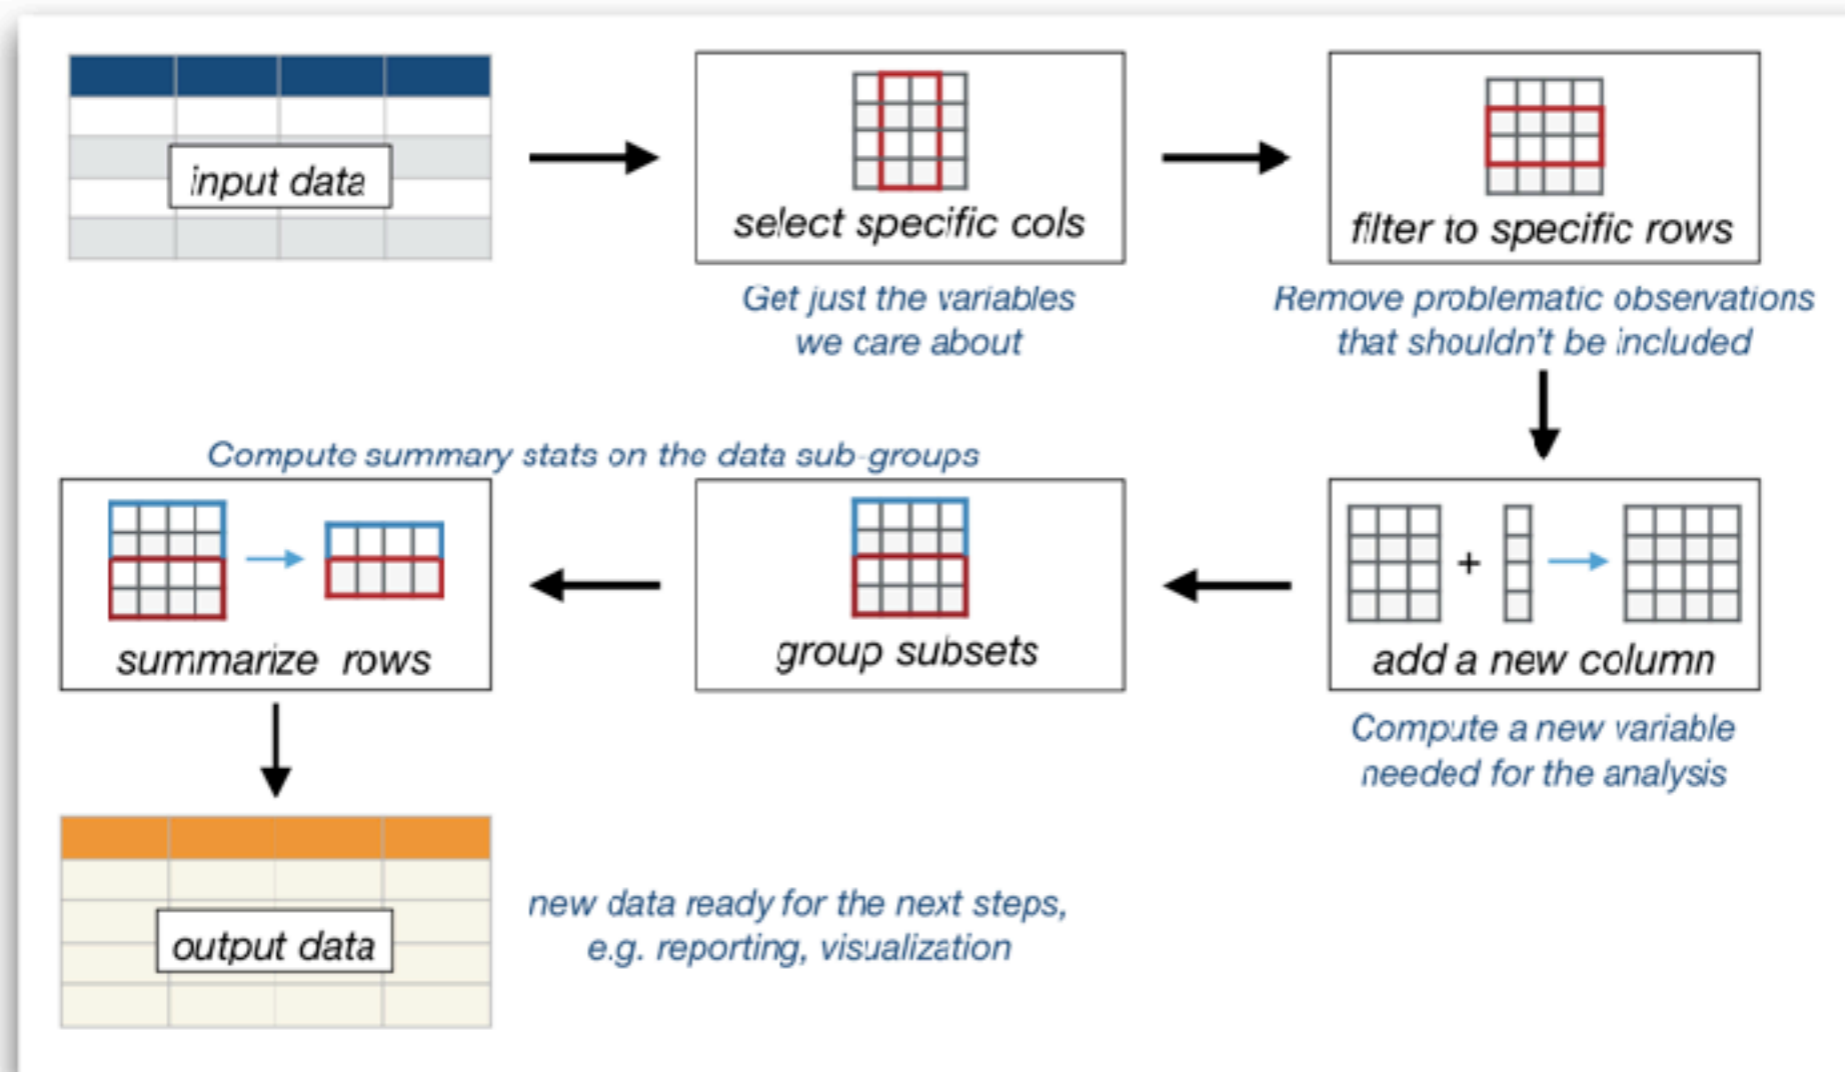 input data
select specific cols
Get just the variables
we care about
filter to specific rows
Remove problematic observations
that shouldn't be included
add a new column
Compute a new variable
needed for the analysis
Compute summary stats on the data sub-groups
group subsets
summarize rows
output data
new data ready for the next steps,
e.g. reporting, visualization
+